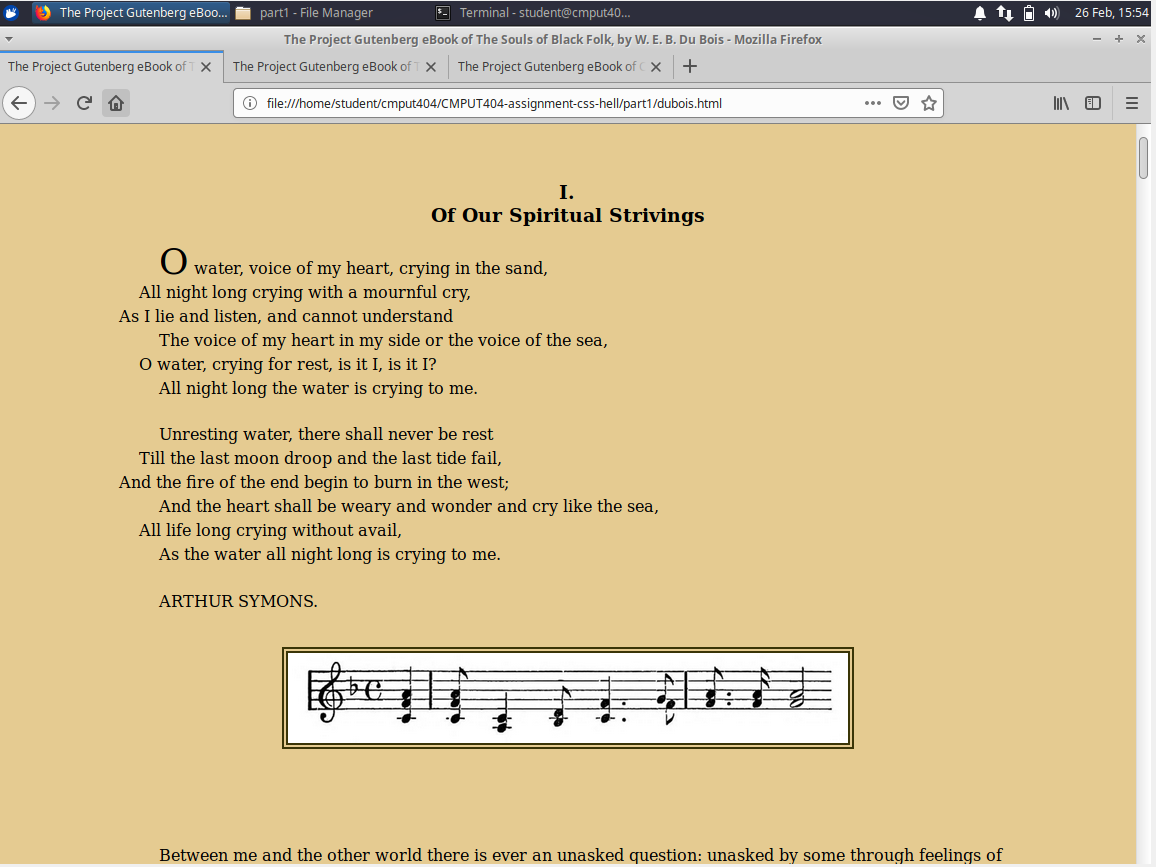 The Project Gutenberg eBoo...
part1 - File Manager
Terminal - student@cmput40...
26 Feb, 15:54
The Project Gutenberg eBook of The Souls of Black Folk, by W. E. B. Du Bois - Mozilla Firefox
The Project Gutenberg eBook of T
The Project Gutenberg eBook of T
The Project Gutenberg eBook of C
file:///home/student/cmput404/CMPUT404-assignment-css-hell/part1/dubois.html
I.
Of Our Spiritual Strivings
O water, voice of my heart, crying in the sand,
All night long crying with a mournful cry,
As I lie and listen, and cannot understand
The voice of my heart in my side or the voice of the sea,
O water, crying for rest, is it I, is it I?
All night long the water is crying to me.
Unresting water, there shall never be rest
Till the last moon droop and the last tide fail,
And the fire of the end begin to burn in the west;
And the heart shall be weary and wonder and cry like the sea,
All life long crying without avail,
As the water all night long is crying to me.
ARTHUR SYMONS.
Between me and the other world there is ever an unasked question: unasked by some through feelings of